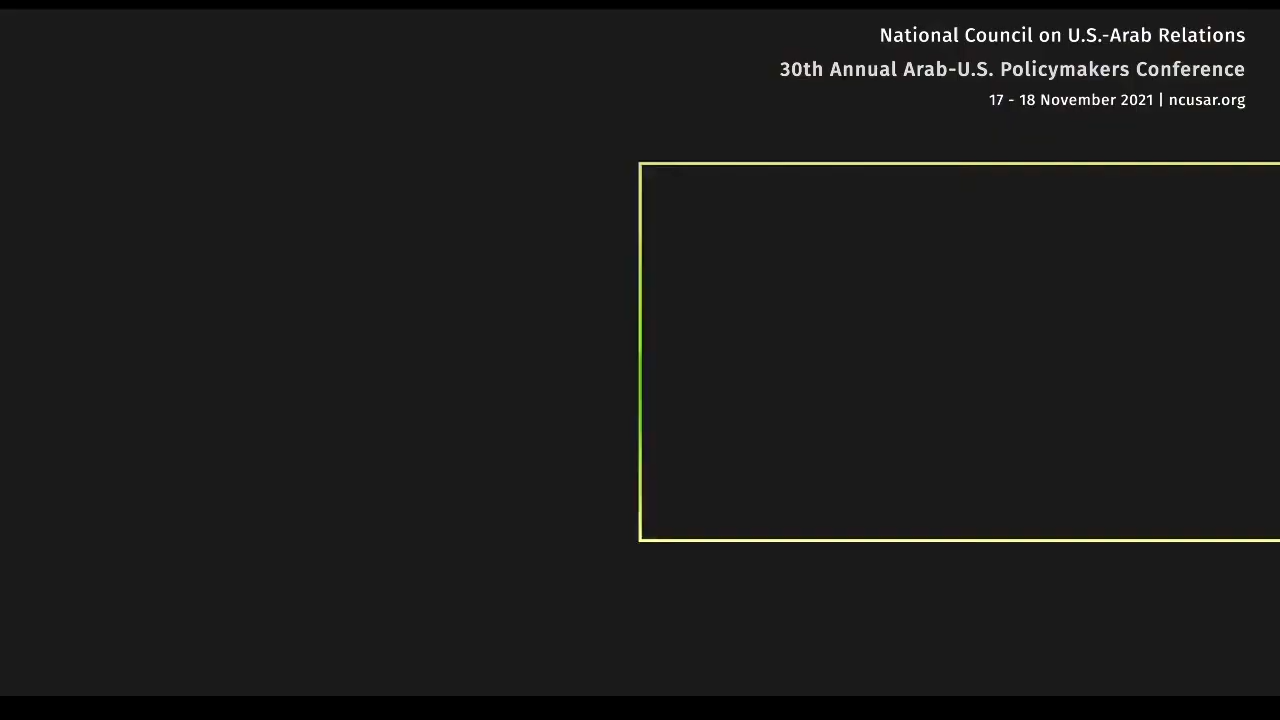 National Council on U.S.-Arab Relations
30th Annual Arab-U.S. Policymakers Conference
17 - 18 November 2021 | ncusar.org